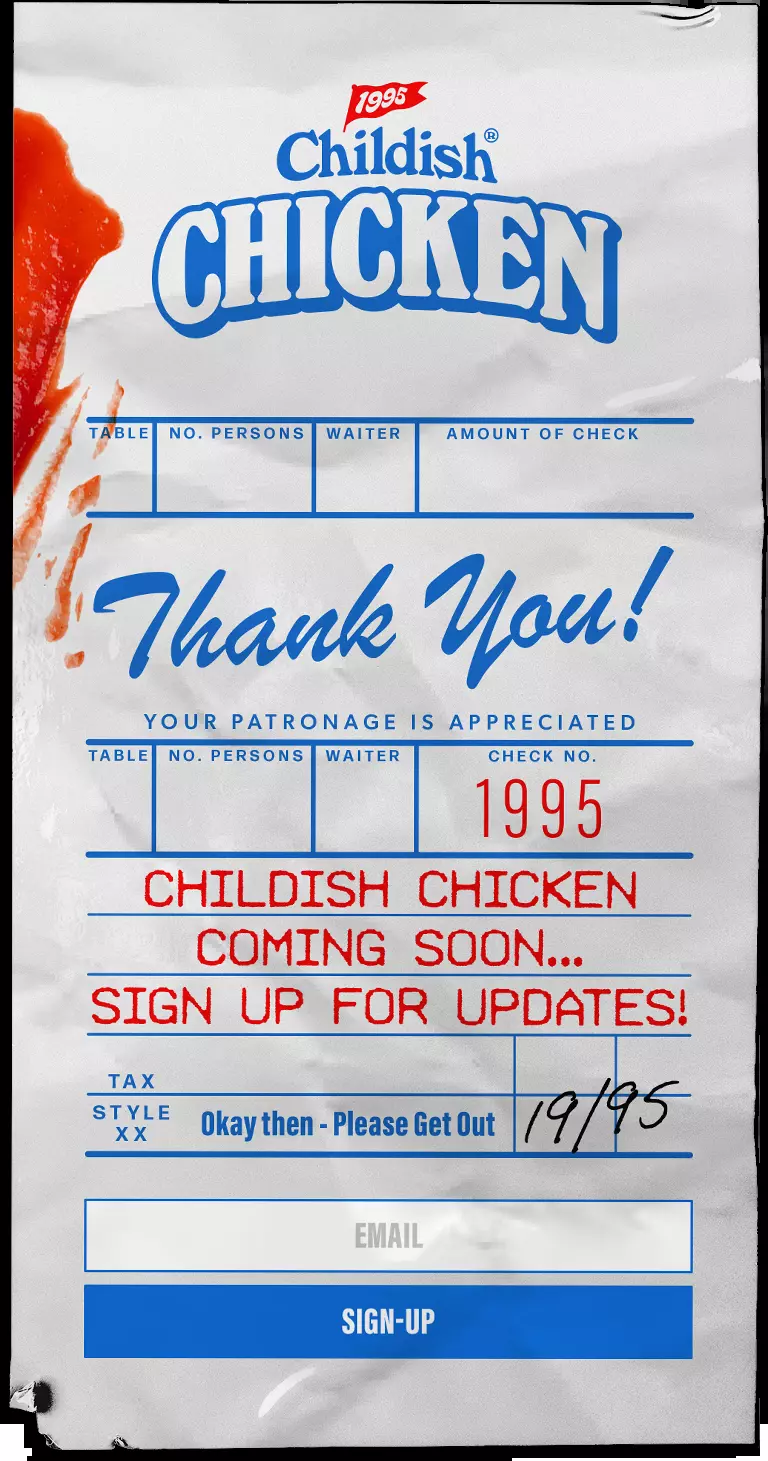 1995
Childish®
CHICKEN
TABLE NO. PERSONS WAITER AMOUNT OF CHECK
Thank You!
YOUR PATRONAGE IS APPRECIATED
TABLE NO. PERSONS WAITER CHECK NO.
1995
CHILDISH CHICKEN
COMING SOON...
SIGN UP FOR UPDATES!
TAX
STYLE
XX
Okay then - Please Get Out
19/95
EMAIL
SIGN-UP